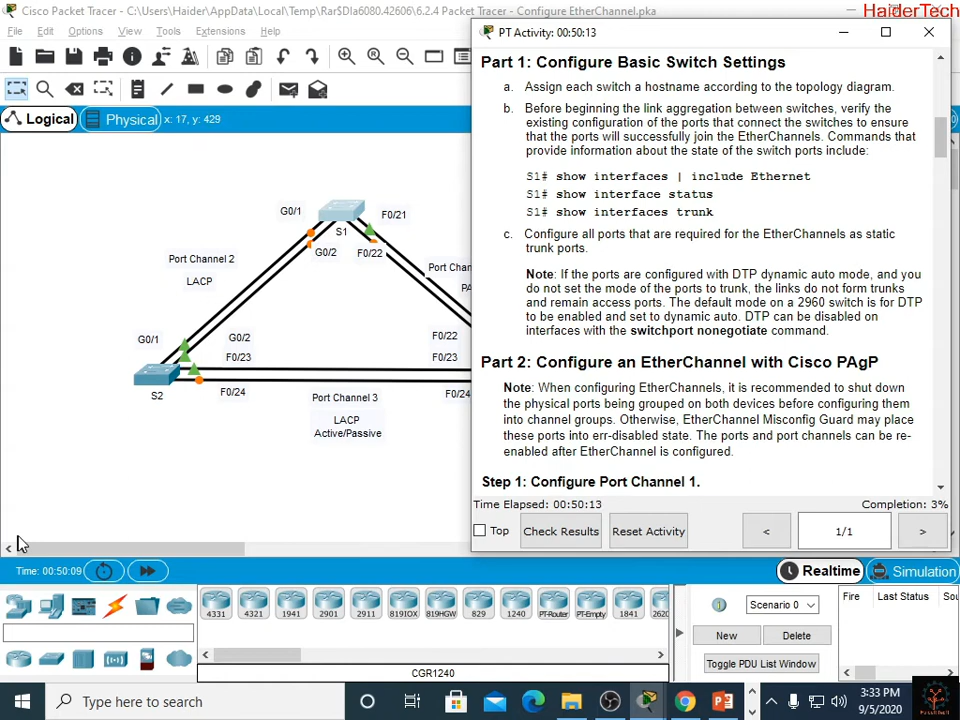 Cisco Packet Tracer - C:\Users\Haider\AppData\Local\Temp\Rar$DIa6080.42606\6.2.4 Packet Tracer - Configure EtherChannel.pka
HaiderTech
File Edit Options View Tools Extensions Help
PT Activity: 00:50:13
Logical
Physical
x: 17, y: 429
Part 1: Configure Basic Switch Settings
a. Assign each switch a hostname according to the topology diagram.
b. Before beginning the link aggregation between switches, verify the
existing configuration of the ports that connect the switches to ensure
that the ports will successfully join the EtherChannels. Commands that
provide information about the state of the switch ports include:
S1# show interfaces | include Ethernet
S1# show interface status
S1# show interfaces trunk
c. Configure all ports that are required for the EtherChannels as static
trunk ports.
Note: If the ports are configured with DTP dynamic auto mode, and you
do not set the mode of the ports to trunk, the links do not form trunks
and remain access ports. The default mode on a 2960 switch is for DTP
to be enabled and set to dynamic auto. DTP can be disabled on
interfaces with the switchport nonegotiate command.
Part 2: Configure an EtherChannel with Cisco PAgP
Note: When configuring EtherChannels, it is recommended to shut down
the physical ports being grouped on both devices before configuring them
into channel groups. Otherwise, EtherChannel Misconfig Guard may place
these ports into err-disabled state. The ports and port channels can be re-
enabled after EtherChannel is configured.
Step 1: Configure Port Channel 1.
Time Elapsed: 00:50:13
Completion: 3%
Top
Check Results
Reset Activity
<
1/1
>
G0/1
F0/21
S1
G0/2
F0/22
Port Channel 2
LACP
Port Chan
PA
G0/1
G0/2
F0/22
F0/23
F0/23
S2
F0/24
F0/24
Port Channel 3
LACP
Active/Passive
Time: 00:50:09
Realtime
Simulation
4331 4321 1941 2901 2911 819IOX 819HGW 829 1240 PT-Router PT-Empty 1841 2620
CGR1240
Scenario 0
New
Delete
Toggle PDU List Window
Fire Last Status Sou
Type here to search
3:33 PM
9/5/2020